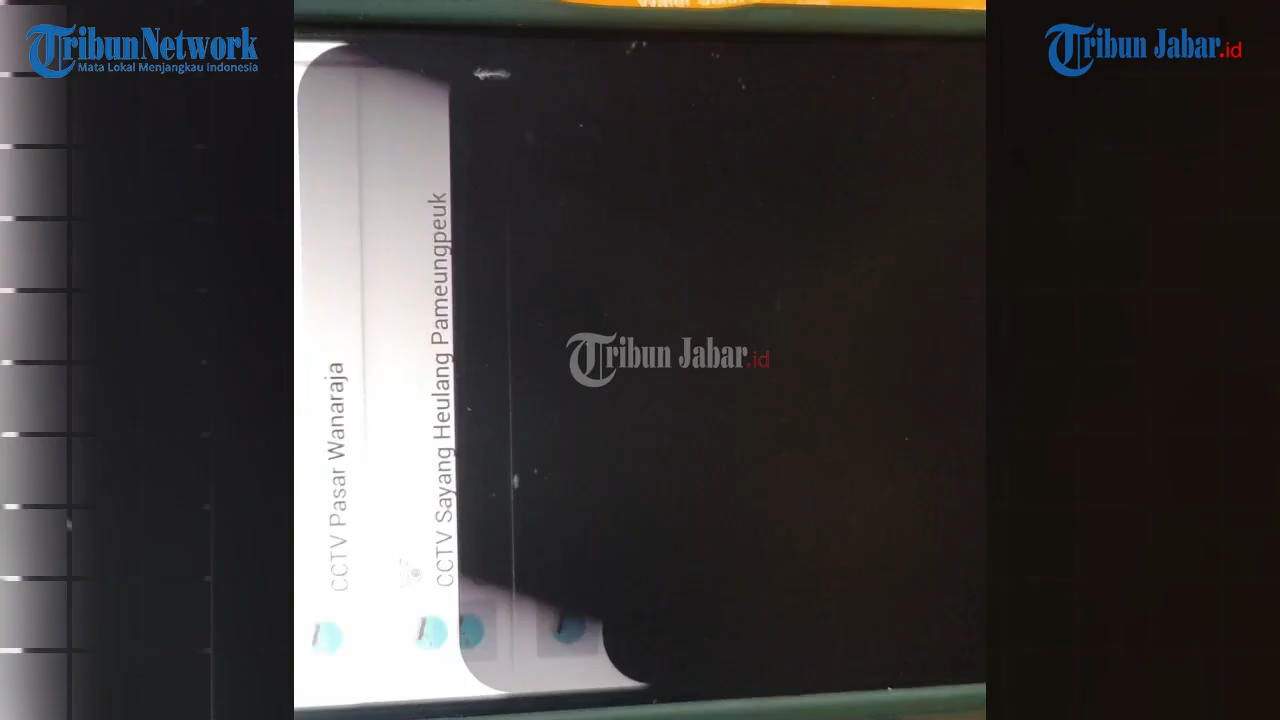 TribunNetwork
Mata Lokal Menjangkau Indonesia
Tribun Jabar.id
CCTV Pasar Wanaraja
CCTV Sayang Heulang Pameungpeuk
Tribun Jabar.id